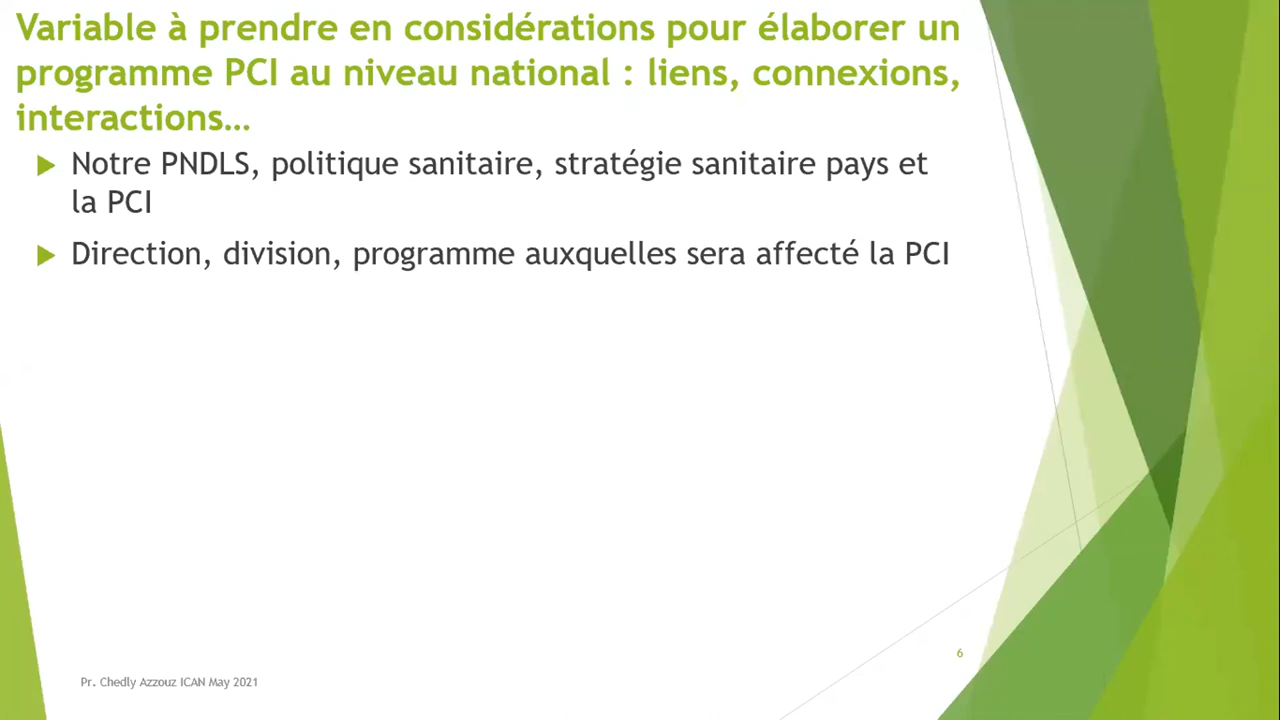 Variable à prendre en considérations pour élaborer un
programme PCI au niveau national : liens, connexions,
interactions…
Notre PNDLS, politique sanitaire, stratégie sanitaire pays et
la PCI
Direction, division, programme auxquelles sera affecté la PCI
6
Pr. Chedly Azzouz ICAN May 2021